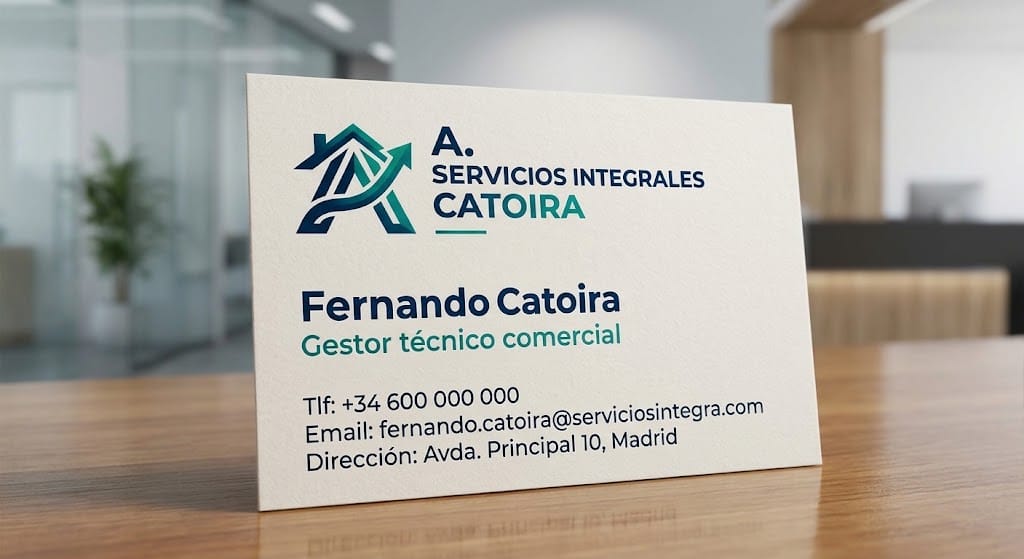 A.
SERVICIOS INTEGRALES
CATOIRA
Fernando Catoira
Gestor técnico comercial
Tlf: +34 600 000 000
Email: fernando.catoira@serviciosintegra.com
Dirección: Avda. Principal 10, Madrid